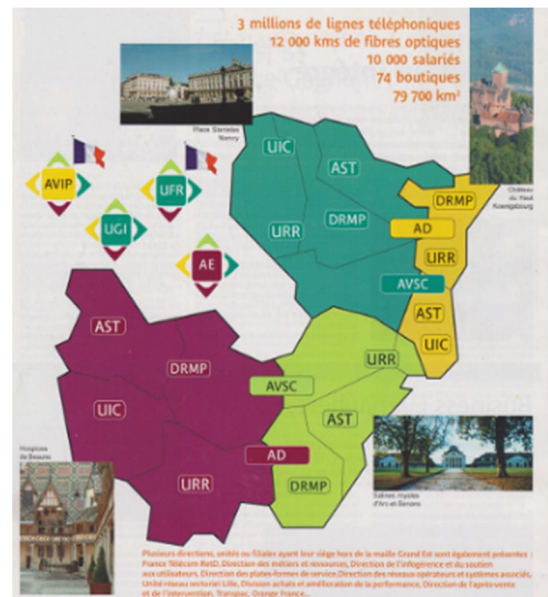 3 millions de lignes téléphoniques
12 000 kms de fibres optiques
10 000 salariés
74 boutiques
79 700 km²
Place Stanislas
Nancy
Château
du Haut
Koenigsbourg
AVIP
UFR
UGI
AE
UIC
AST
DRMP
URR
DRMP
AD
URR
AVSC
AST
UIC
AST
DRMP
UIC
URR
URR
AVSC
AST
AD
DRMP
Hospices
de Beaune
Salines royales
d'Arc-et-Senans
Plusieurs directions, unités ou filiales ayant leur siège hors de la maille Grand Est sont également présentes :
France Télécom RetD, Direction des métiers et ressources, Direction de l'infogérance et du soutien
aux utilisateurs, Direction des plates-formes de service, Direction des réseaux opérateurs et systèmes associés,
Unité réseau sectoriel Lille, Division achats et amélioration de la performance, Direction de l'après-vente
et de l'intervention, Transpac, Orange France...